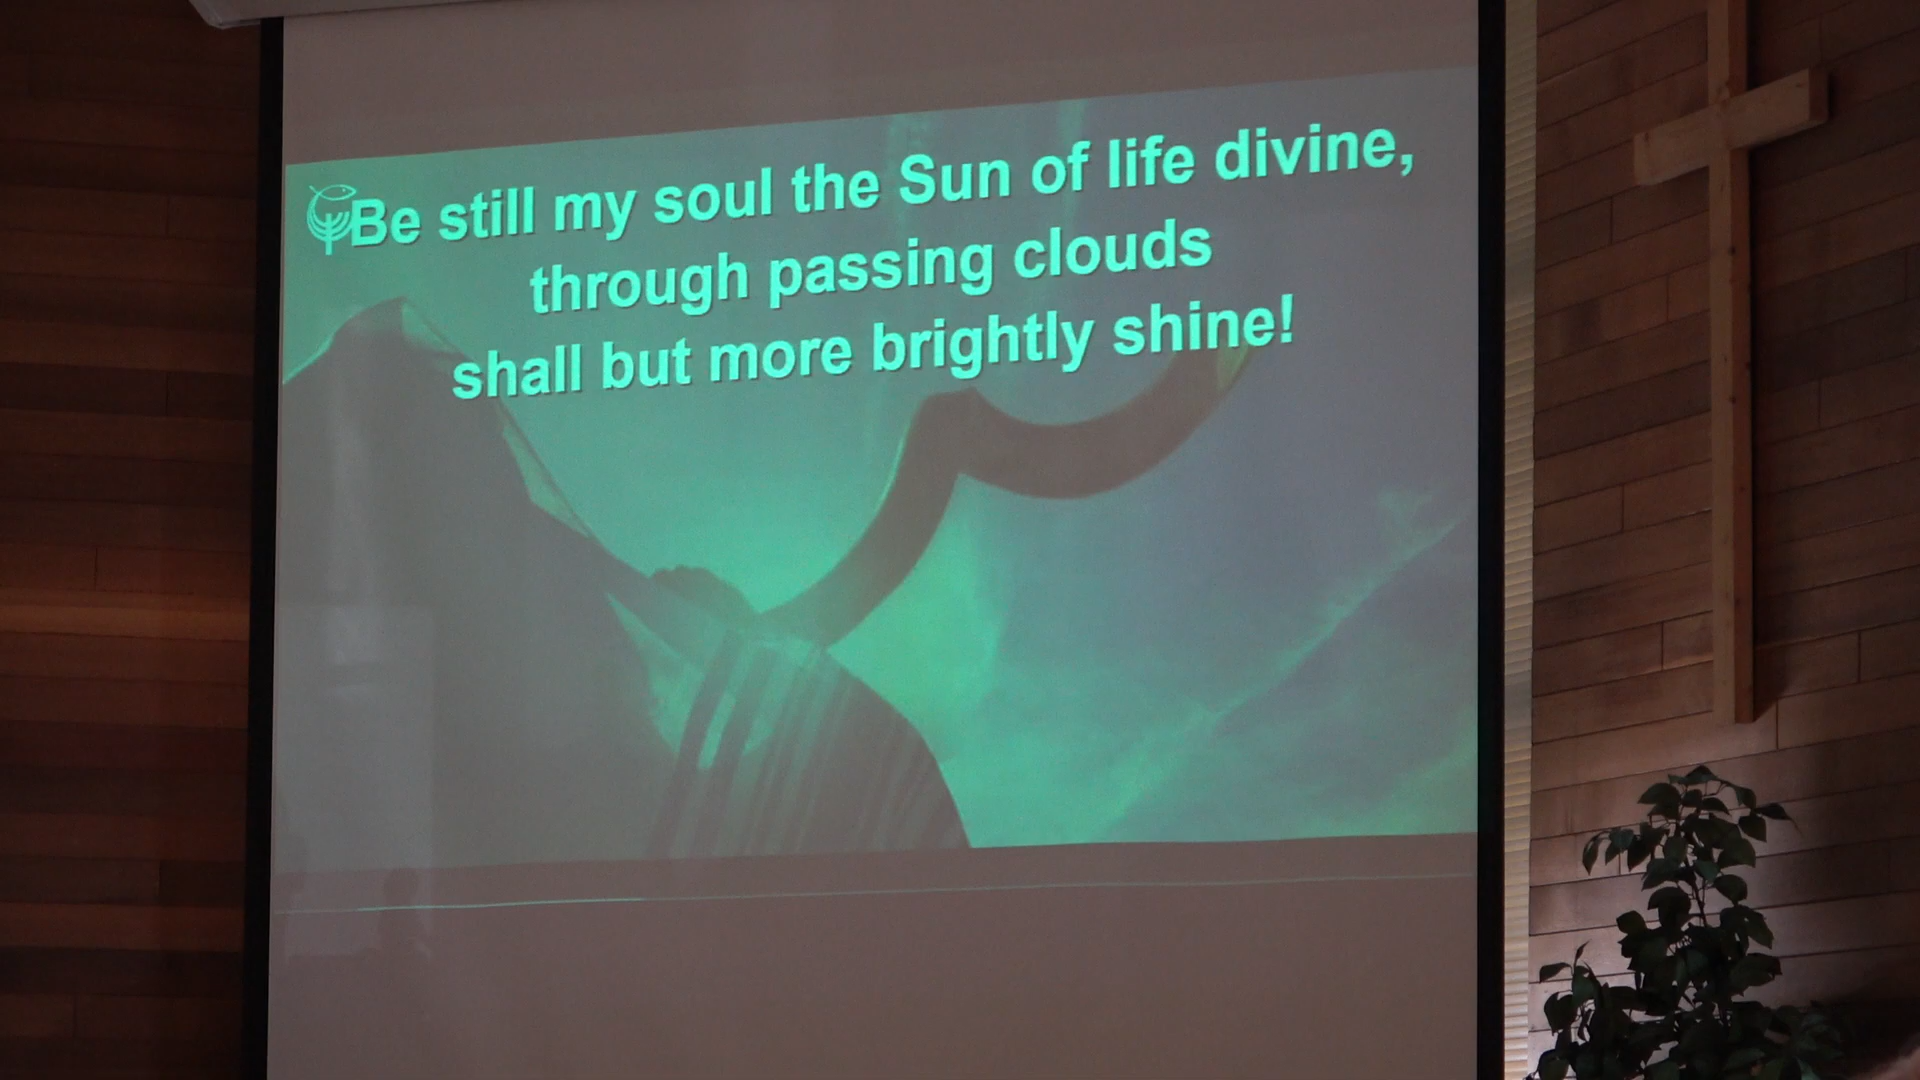 Be still my soul the Sun of life divine,
through passing clouds
shall but more brightly shine!